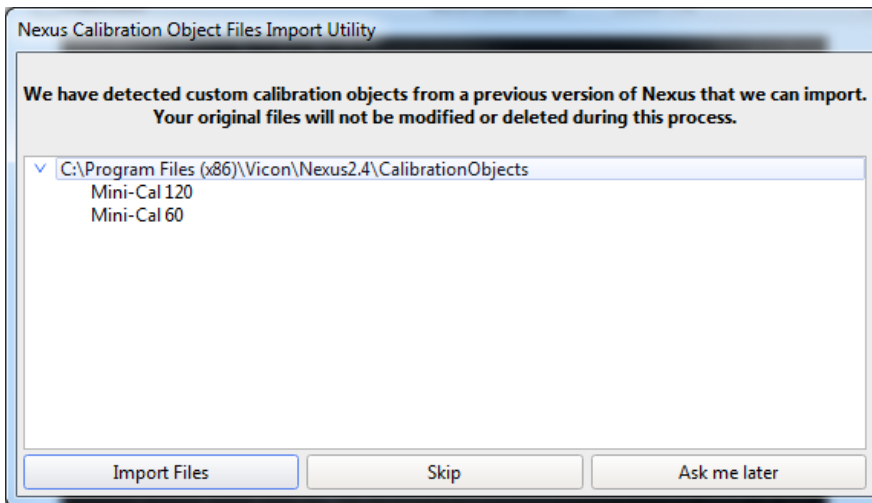 Nexus Calibration Object Files Import Utility
We have detected custom calibration objects from a previous version of Nexus that we can import.
Your original files will not be modified or deleted during this process.
C:\Program Files (x86)\Vicon\Nexus2.4\CalibrationObjects
Mini-Cal 120
Mini-Cal 60
Import Files
Skip
Ask me later